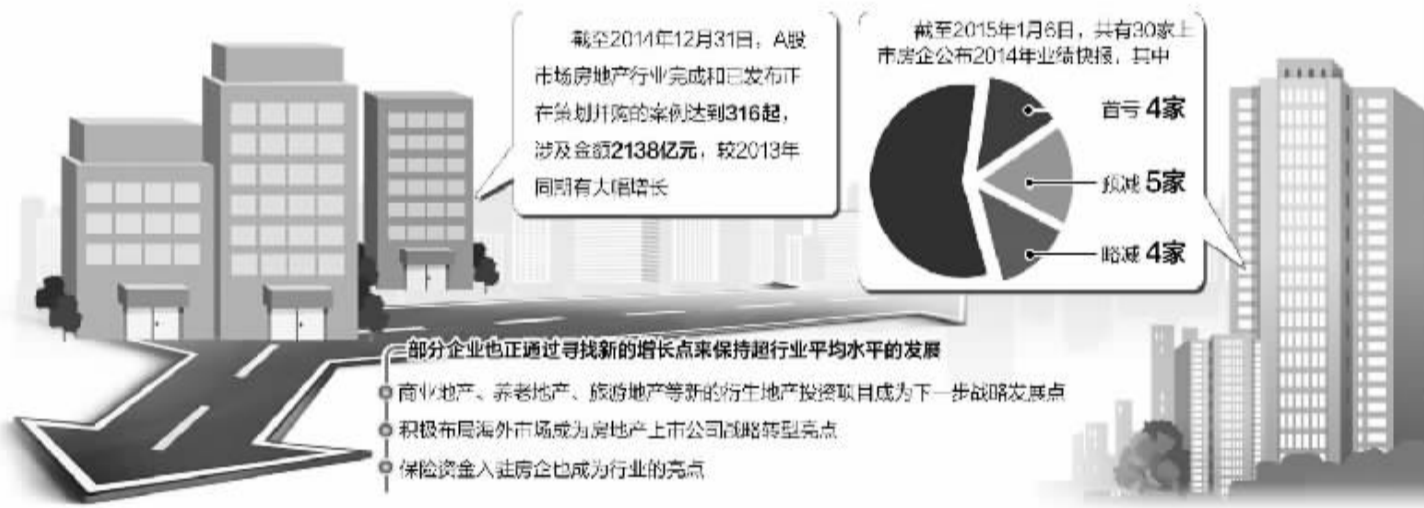 截至2014年12月31日，A股
市场房地产行业完成和已发布正
在策划并购的案例达到316起，
涉及金额2138亿元，较2013年
同期有大幅增长
截至2015年1月6日，共有30家上
市房企公布2014年业绩快报，其中
首亏 4家
预减 5家
略减 4家
部分企业也正通过寻找新的增长点来保持超行业平均水平的发展
商业地产、养老地产、旅游地产等新的衍生地产投资项目成为下一步战略发展点
积极布局海外市场成为房地产上市公司战略转型亮点
保险资金入驻房企也成为行业的亮点